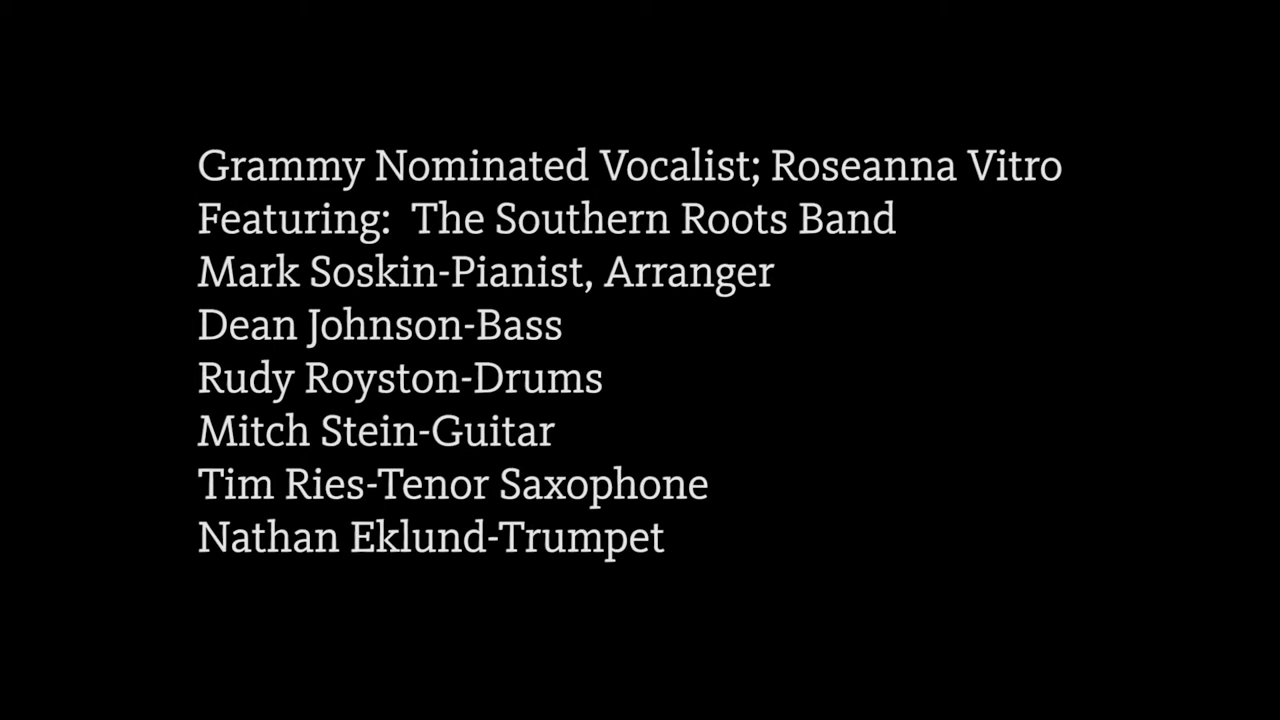 Grammy Nominated Vocalist; Roseanna Vitro
Featuring:  The Southern Roots Band
Mark Soskin-Pianist, Arranger
Dean Johnson-Bass
Rudy Royston-Drums
Mitch Stein-Guitar
Tim Ries-Tenor Saxophone
Nathan Eklund-Trumpet